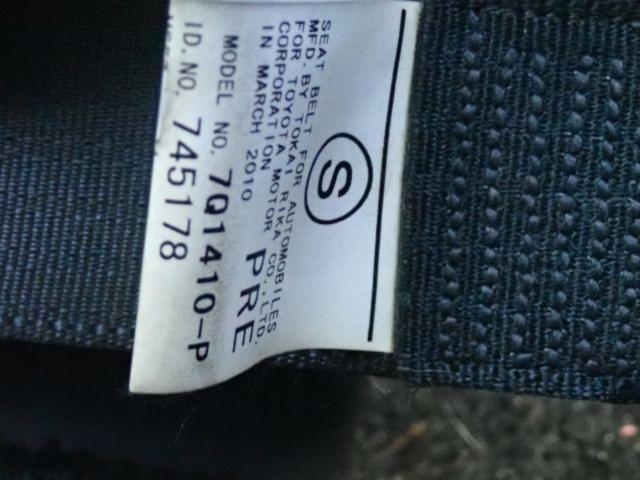 SEAT BELT FOR AUTOMOBILES
MFD. BY TOKAI RIKA CO., LTD.
FOR TOYOTA MOTOR
CORPORATION
IN MARCH 2010
S
PRE
MODEL NO. 7Q1410-P
ID. NO. 745178